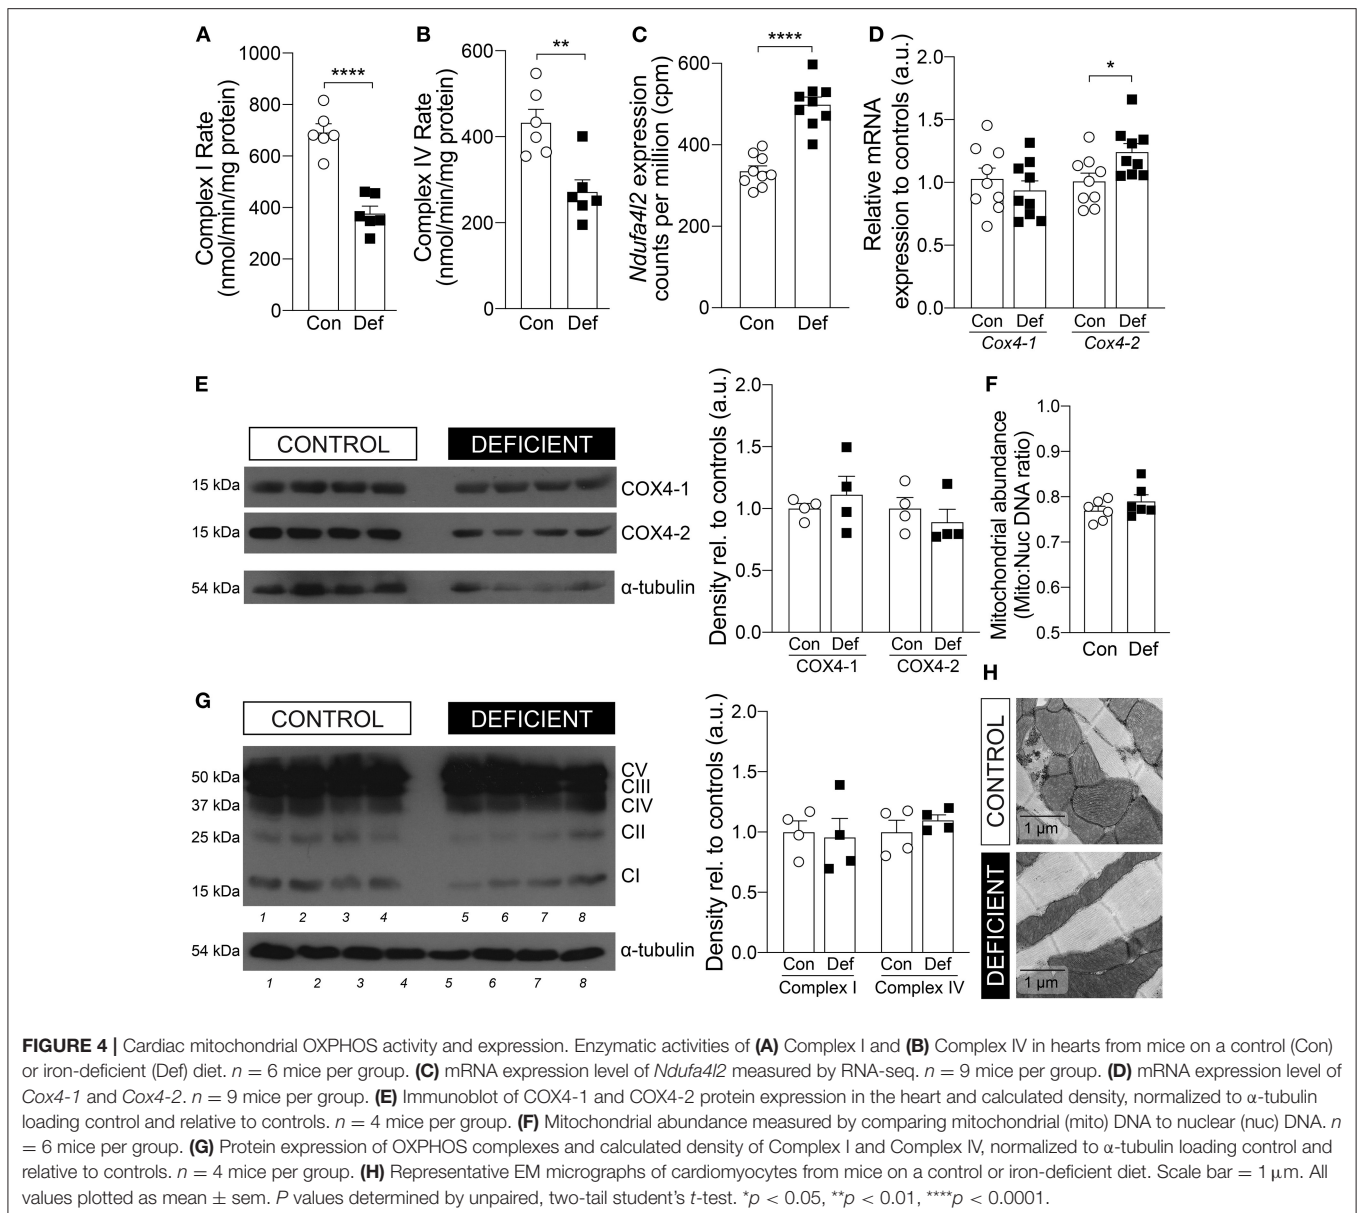 A
B
C
D
Complex I Rate
(nmol/min/mg protein)
1000
800
600
400
200
0
****
Con Def
Complex IV Rate
(nmol/min/mg protein)
600
400
200
0
**
Con Def
Ndufa4l2 expression
counts per million (cpm)
600
400
200
0
****
Con Def
Relative mRNA
expression to controls (a.u.)
2.0
1.5
1.0
0.5
0.0
*
Con Def Con Def
Cox4-1 Cox4-2
E
CONTROL DEFICIENT
15 kDa COX4-1
15 kDa COX4-2
54 kDa α-tubulin
Density rel. to controls (a.u.)
2.0
1.5
1.0
0.5
0.0
Con Def Con Def
COX4-1 COX4-2
F
Mitochondrial abundance
(Mito:Nuc DNA ratio)
1.0
0.9
0.8
0.7
0.6
0.5
Con Def
G
CONTROL DEFICIENT
50 kDa
37 kDa
25 kDa
15 kDa
CV
CIII
CIV
CII
CI
1 2 3 4 5 6 7 8
54 kDa α-tubulin
1 2 3 4 5 6 7 8
Density rel. to controls (a.u.)
2.0
1.5
1.0
0.5
0.0
Con Def Con Def
Complex I Complex IV
H
CONTROL
1 μm
DEFICIENT
1 μm
FIGURE 4 | Cardiac mitochondrial OXPHOS activity and expression. Enzymatic activities of (A) Complex I and (B) Complex IV in hearts from mice on a control (Con)
or iron-deficient (Def) diet. n = 6 mice per group. (C) mRNA expression level of Ndufa4l2 measured by RNA-seq. n = 9 mice per group. (D) mRNA expression level of
Cox4-1 and Cox4-2. n = 9 mice per group. (E) Immunoblot of COX4-1 and COX4-2 protein expression in the heart and calculated density, normalized to α-tubulin
loading control and relative to controls. n = 4 mice per group. (F) Mitochondrial abundance measured by comparing mitochondrial (mito) DNA to nuclear (nuc) DNA. n
= 6 mice per group. (G) Protein expression of OXPHOS complexes and calculated density of Complex I and Complex IV, normalized to α-tubulin loading control and
relative to controls. n = 4 mice per group. (H) Representative EM micrographs of cardiomyocytes from mice on a control or iron-deficient diet. Scale bar = 1 μm. All
values plotted as mean ± sem. P values determined by unpaired, two-tail student's t-test. *p < 0.05, **p < 0.01, ****p < 0.0001.